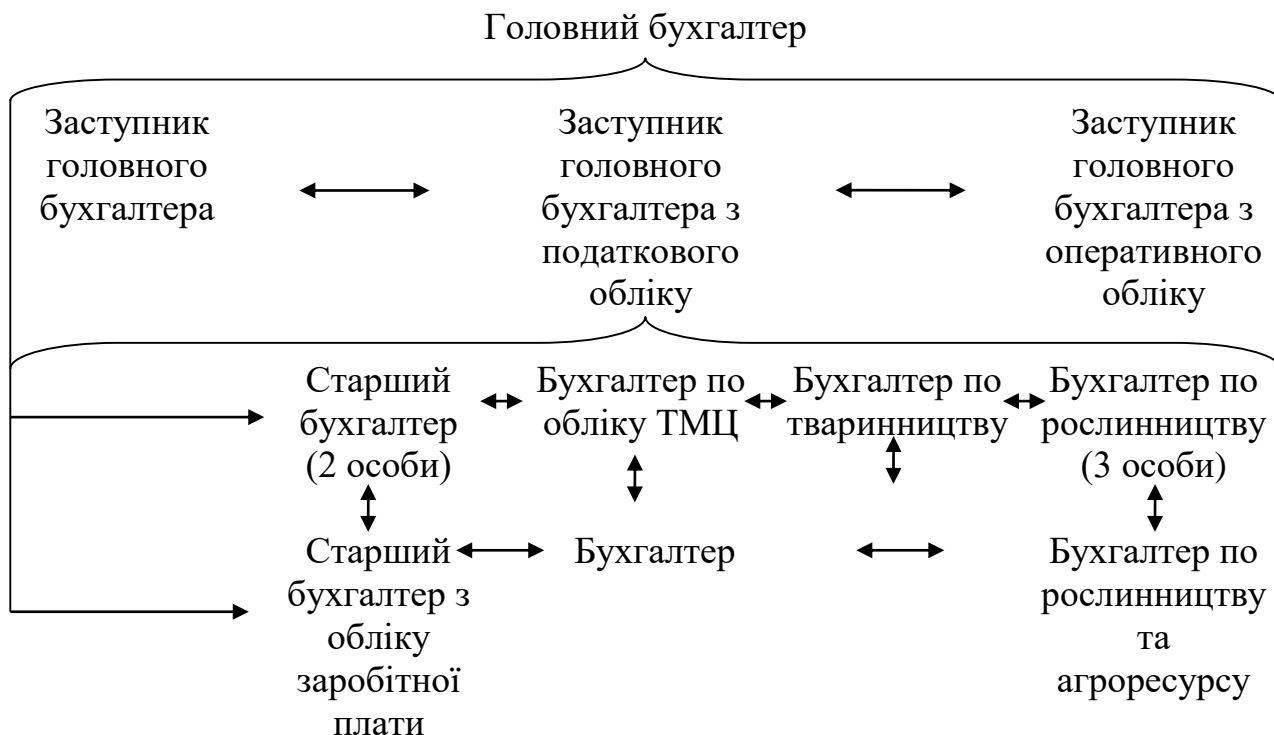 Головний бухгалтер
Заступник
головного
бухгалтера
Заступник
головного
бухгалтера з
податкового
обліку
Заступник
головного
бухгалтера з
оперативного
обліку
Старший
бухгалтер
(2 особи)
Бухгалтер по
обліку ТМЦ
Бухгалтер по
тваринництву
Бухгалтер по
рослинництву
(3 особи)
Старший
бухгалтер з
обліку
заробітної
плати
Бухгалтер
Бухгалтер по
рослинництву
та
агроресурсу